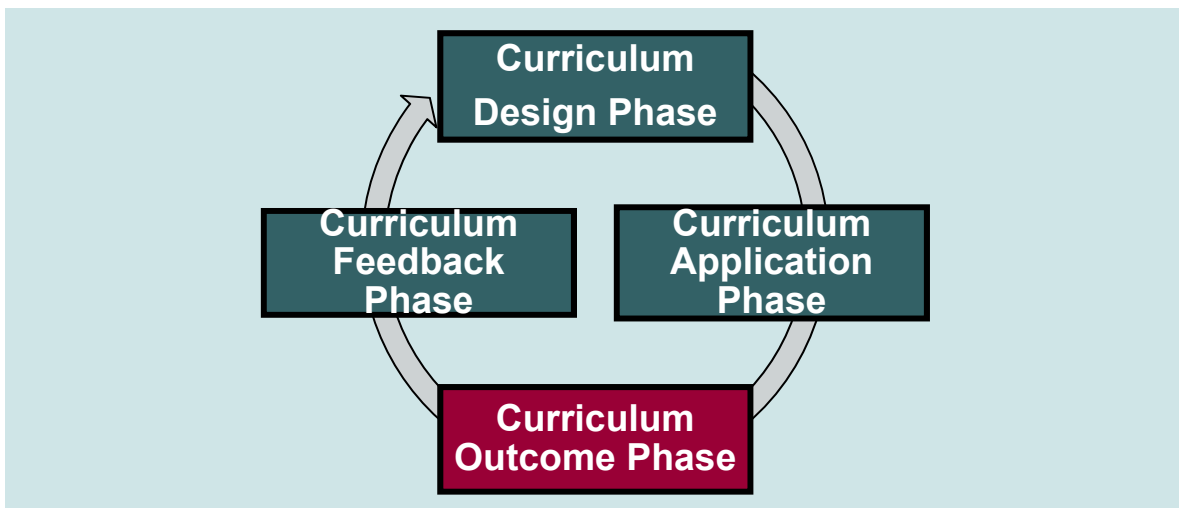 Curriculum
Design Phase
Curriculum
Feedback
Phase
Curriculum
Application
Phase
Curriculum
Outcome Phase